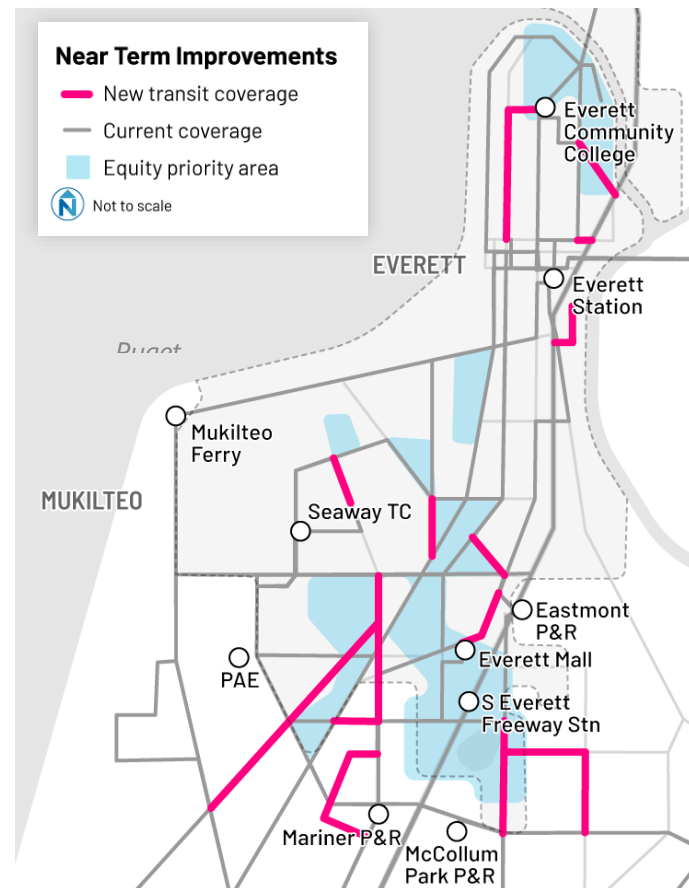 Near Term Improvements
New transit coverage
Current coverage
Equity priority area
N
Not to scale
Everett
Community
College
EVERETT
Everett
Station
Puget
Mukilteo
Ferry
MUKILTEO
Seaway TC
Eastmont
P&R
Everett Mall
PAE
S Everett
Freeway Stn
Mariner P&R
McCollum
Park P&R